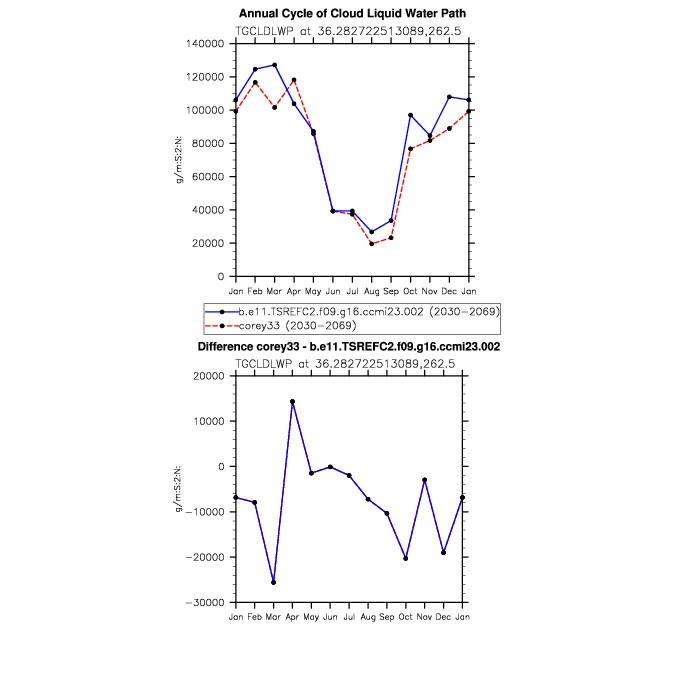 Annual Cycle of Cloud Liquid Water Path
TGCLDLWP at 36.282722513089,262.5
140000
120000
100000
80000
60000
40000
20000
0
g/m:S:2:N:
Jan Feb Mar Apr May Jun Jul Aug Sep Oct Nov Dec Jan
b.e11.TSREFC2.f09.g16.ccmi23.002 (2030-2069)
corey33 (2030-2069)
Difference corey33 - b.e11.TSREFC2.f09.g16.ccmi23.002
TGCLDLWP at 36.282722513089,262.5
20000
10000
0
-10000
-20000
-30000
g/m:S:2:N:
Jan Feb Mar Apr May Jun Jul Aug Sep Oct Nov Dec Jan